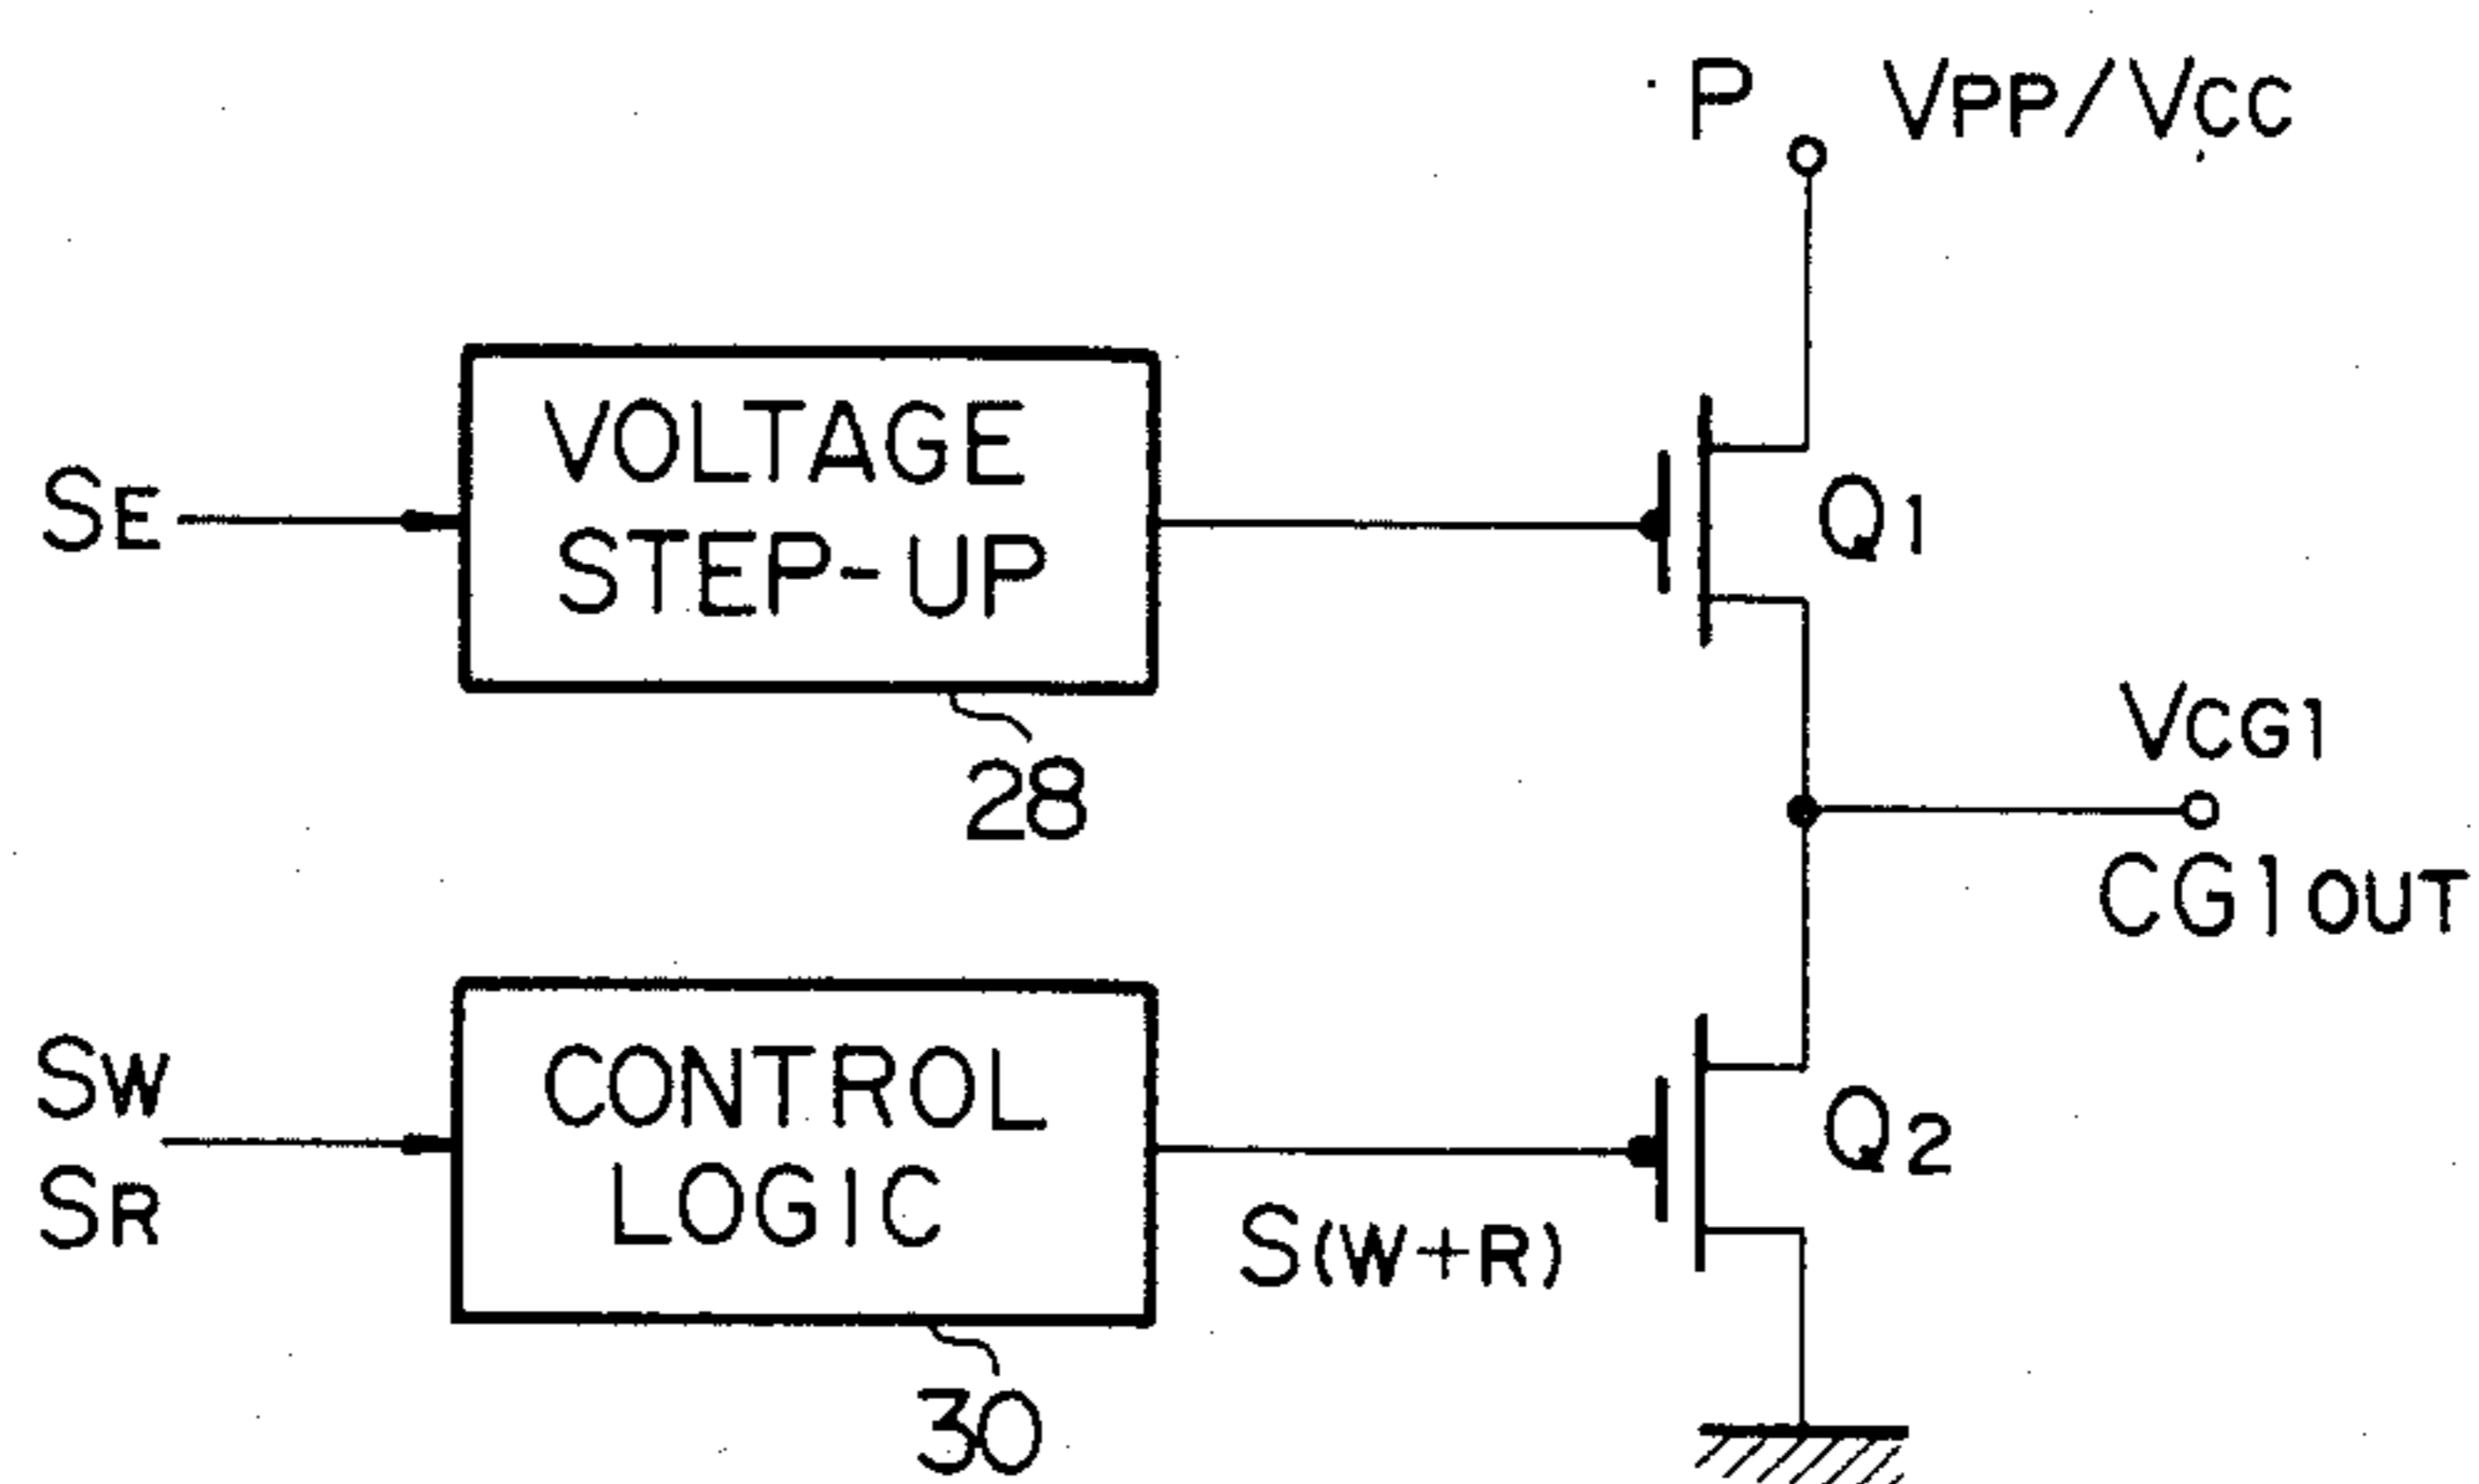 P VPP/VCC
VOLTAGE
STEP-UP
SE
Q1
28
VCG1
CG1OUT
SW
SR
CONTROL
LOGIC
Q2
S(W+R)
30